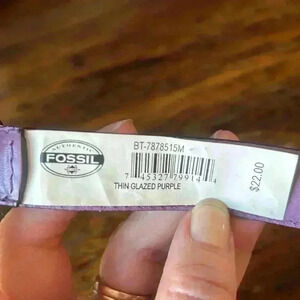 AUTHENTIC
FOSSIL
BT-7878515M
7 45327 79914 4
THIN GLAZED PURPLE
$22.00